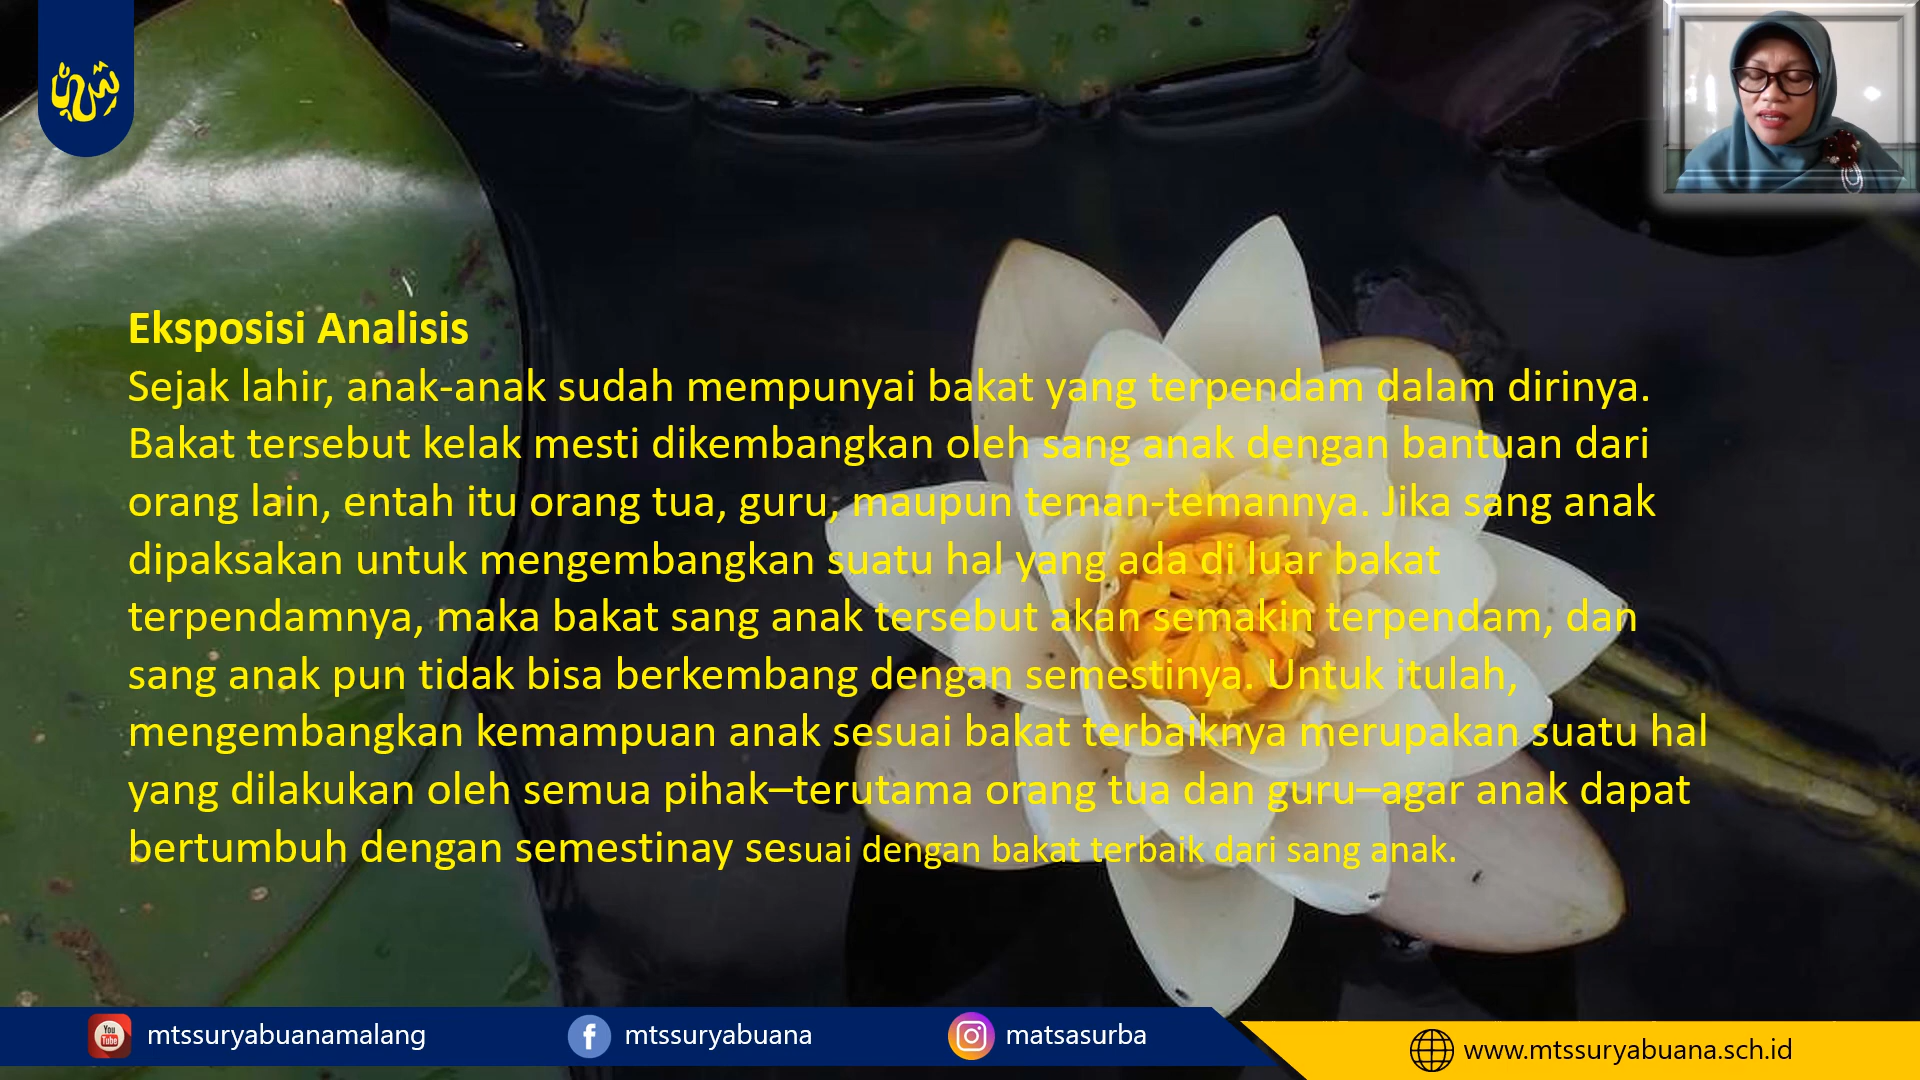 Eksposisi Analisis
Sejak lahir, anak-anak sudah mempunyai bakat yang terpendam dalam dirinya.
Bakat tersebut kelak mesti dikembangkan oleh sang anak dengan bantuan dari
orang lain, entah itu orang tua, guru, maupun teman-temannya. Jika sang anak
dipaksakan untuk mengembangkan suatu hal yang ada di luar bakat
terpendamnya, maka bakat sang anak tersebut akan semakin terpendam, dan
sang anak pun tidak bisa berkembang dengan semestinya. Untuk itulah,
mengembangkan kemampuan anak sesuai bakat terbaiknya merupakan suatu hal
yang dilakukan oleh semua pihak–terutama orang tua dan guru–agar anak dapat
bertumbuh dengan semestinay sesuai dengan bakat terbaik dari sang anak.
You Tube mtssuryabuanamalang
f mtssuryabuana
matsasurba
www.mtssuryabuana.sch.id